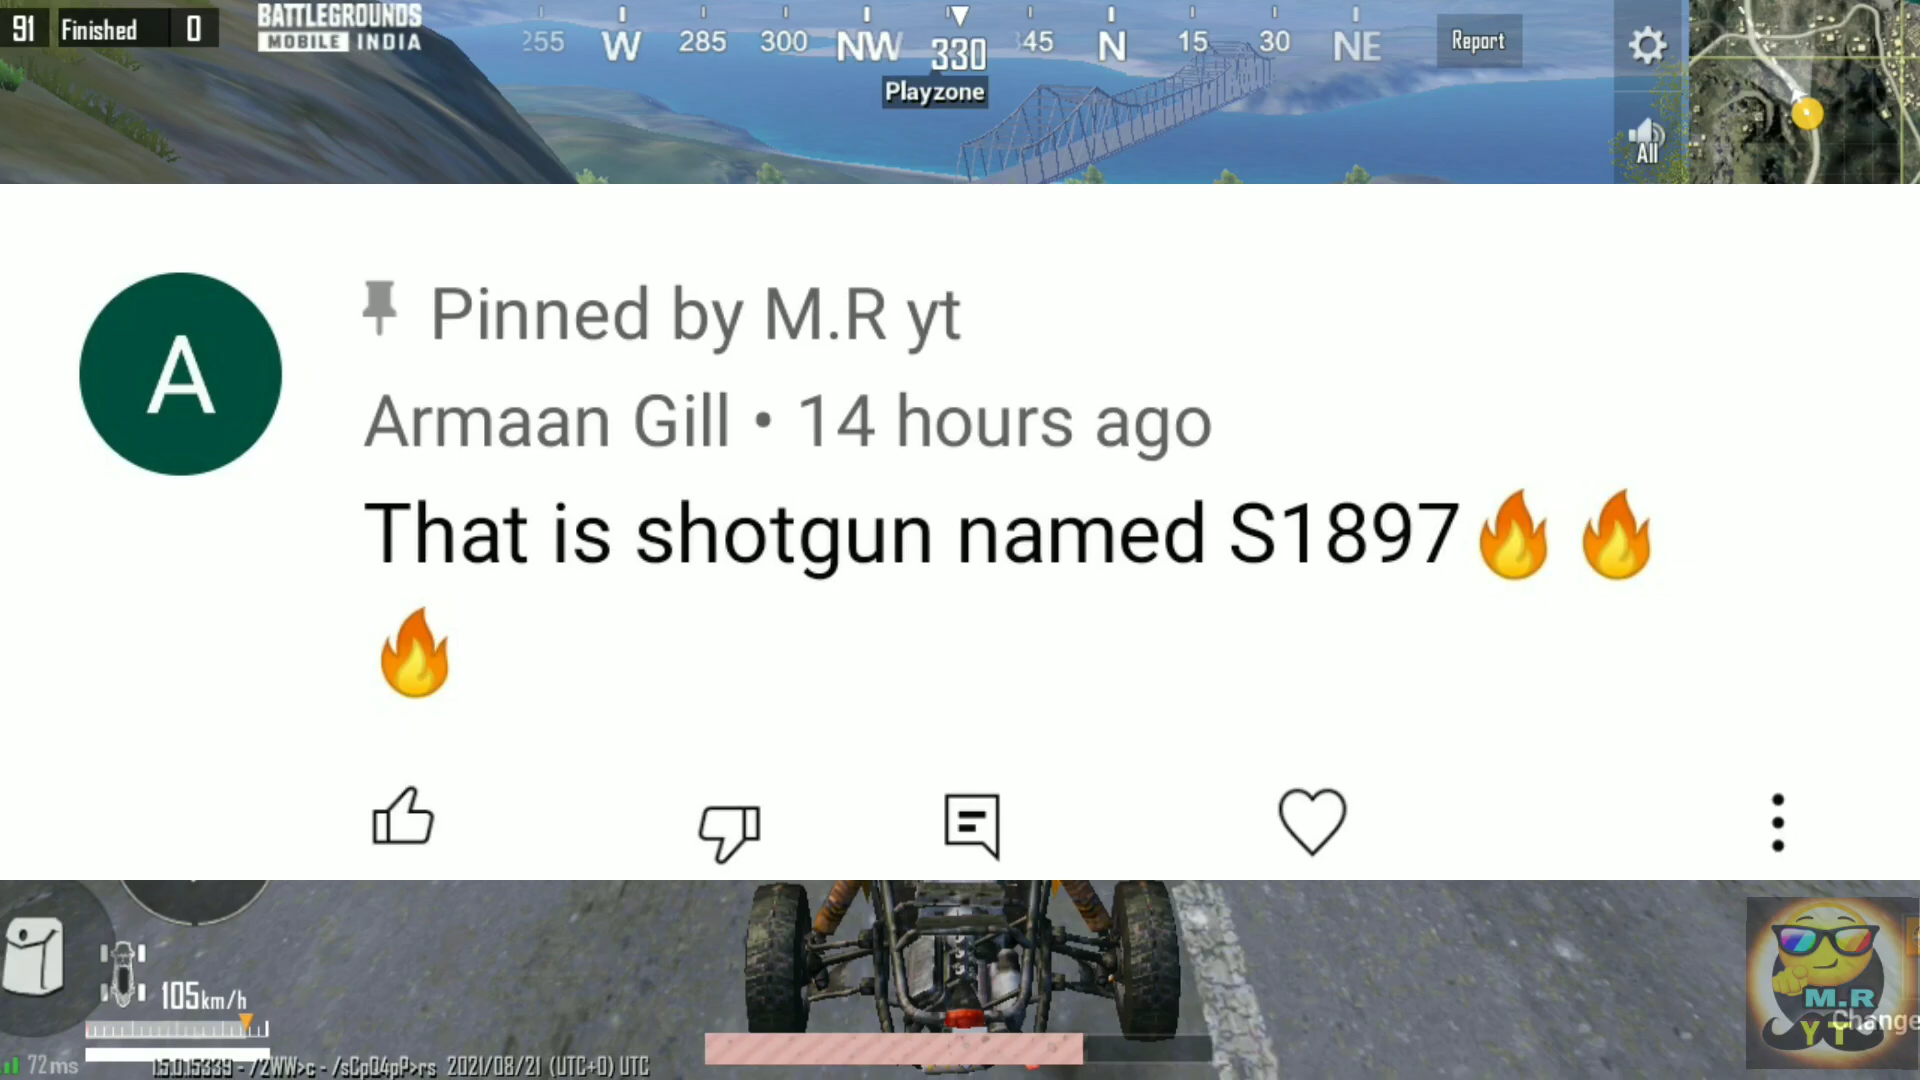 91 Finished 0
BATTLEGROUNDS
MOBILE INDIA
255 W 285 300 NW 330 345 N 15 30 NE
Playzone
Report
All
Pinned by M.R yt
Armaan Gill • 14 hours ago
That is shotgun named S1897🔥🔥
🔥
A
105km/h
72ms
2021/08/21 (UTC+0) UTC
M.R
YT
Change